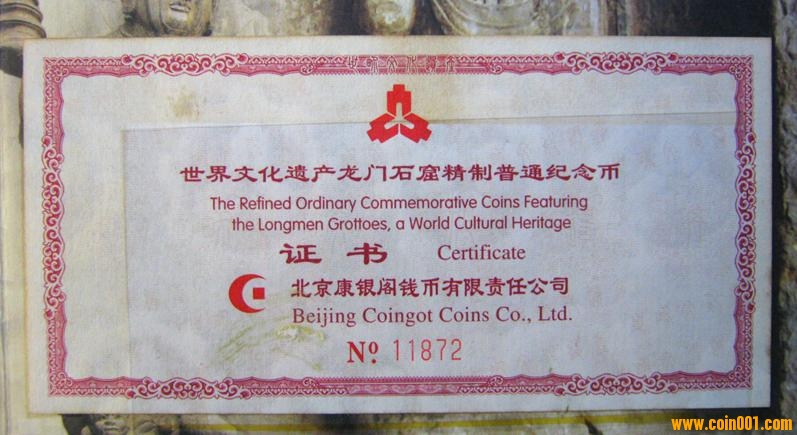 世界文化遗产龙门石窟精制普通纪念币
The Refined Ordinary Commemorative Coins Featuring
the Longmen Grottoes, a World Cultural Heritage
证书 Certificate
北京康银阁钱币有限责任公司
Beijing Coingot Coins Co., Ltd.
Nº 11872
www.coin001.com